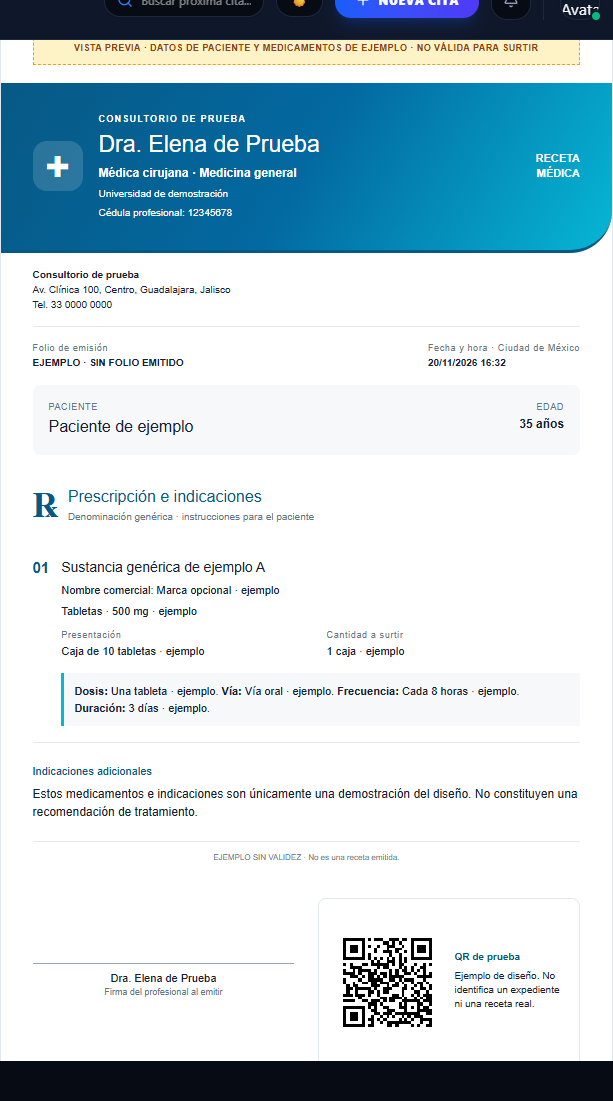 Buscar próxima cita...
+ NUEVA CITA
Avata
VISTA PREVIA · DATOS DE PACIENTE Y MEDICAMENTOS DE EJEMPLO · NO VÁLIDA PARA SURTIR
CONSULTORIO DE PRUEBA
Dra. Elena de Prueba
Médica cirujana · Medicina general
Universidad de demostración
Cédula profesional: 12345678
RECETA
MÉDICA
Consultorio de prueba
Av. Clínica 100, Centro, Guadalajara, Jalisco
Tel. 33 0000 0000
Folio de emisión
EJEMPLO · SIN FOLIO EMITIDO
Fecha y hora · Ciudad de México
20/11/2026 16:32
PACIENTE
Paciente de ejemplo
EDAD
35 años
Rx
Prescripción e indicaciones
Denominación genérica · instrucciones para el paciente
01 Sustancia genérica de ejemplo A
Nombre comercial: Marca opcional · ejemplo
Tabletas · 500 mg · ejemplo
Presentación
Caja de 10 tabletas · ejemplo
Cantidad a surtir
1 caja · ejemplo
Dosis: Una tableta · ejemplo. Vía: Vía oral · ejemplo. Frecuencia: Cada 8 horas · ejemplo.
Duración: 3 días · ejemplo.
Indicaciones adicionales
Estos medicamentos e indicaciones son únicamente una demostración del diseño. No constituyen una
recomendación de tratamiento.
EJEMPLO SIN VALIDEZ · No es una receta emitida.
Dra. Elena de Prueba
Firma del profesional al emitir
QR de prueba
Ejemplo de diseño. No
identifica un expediente
ni una receta real.